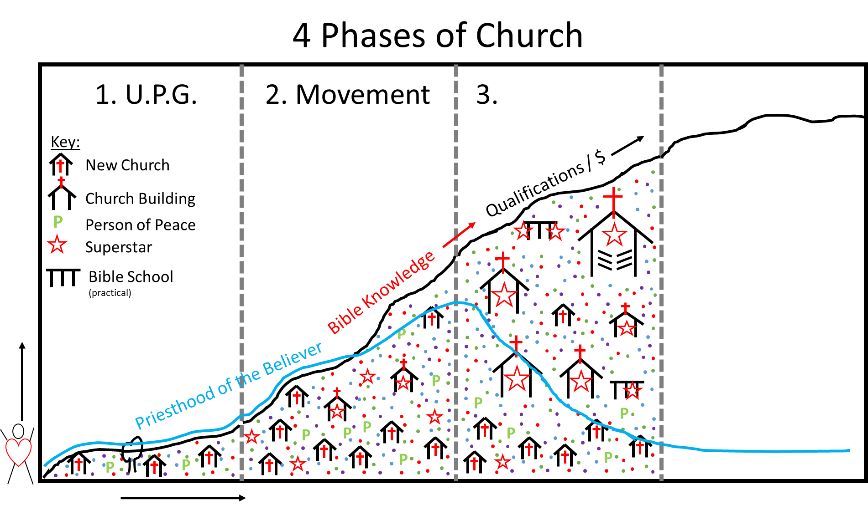 4 Phases of Church
1. U.P.G.
2. Movement
3.
Key:
New Church
Church Building
P
Person of Peace
Superstar
Bible School
(practical)
Priesthood of the Believer
Bible Knowledge
Qualifications / $
P
P
P
P
P
P
P
P
P
P
P
P
P
P